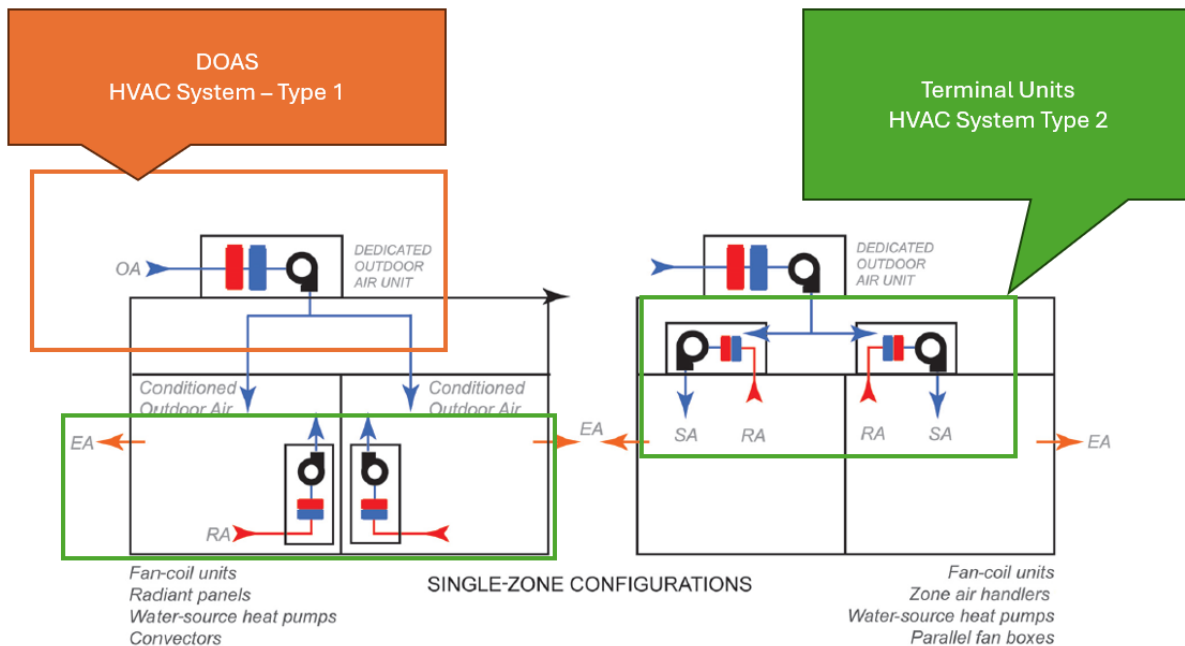 DOAS
HVAC System – Type 1
Terminal Units
HVAC System Type 2
OA
DEDICATED
OUTDOOR
AIR UNIT
DEDICATED
OUTDOOR
AIR UNIT
Conditioned
Outdoor Air
Conditioned
Outdoor Air
EA
EA
SA
RA
RA
SA
EA
RA
Fan-coil units
Radiant panels
Water-source heat pumps
Convectors
SINGLE-ZONE CONFIGURATIONS
Fan-coil units
Zone air handlers
Water-source heat pumps
Parallel fan boxes